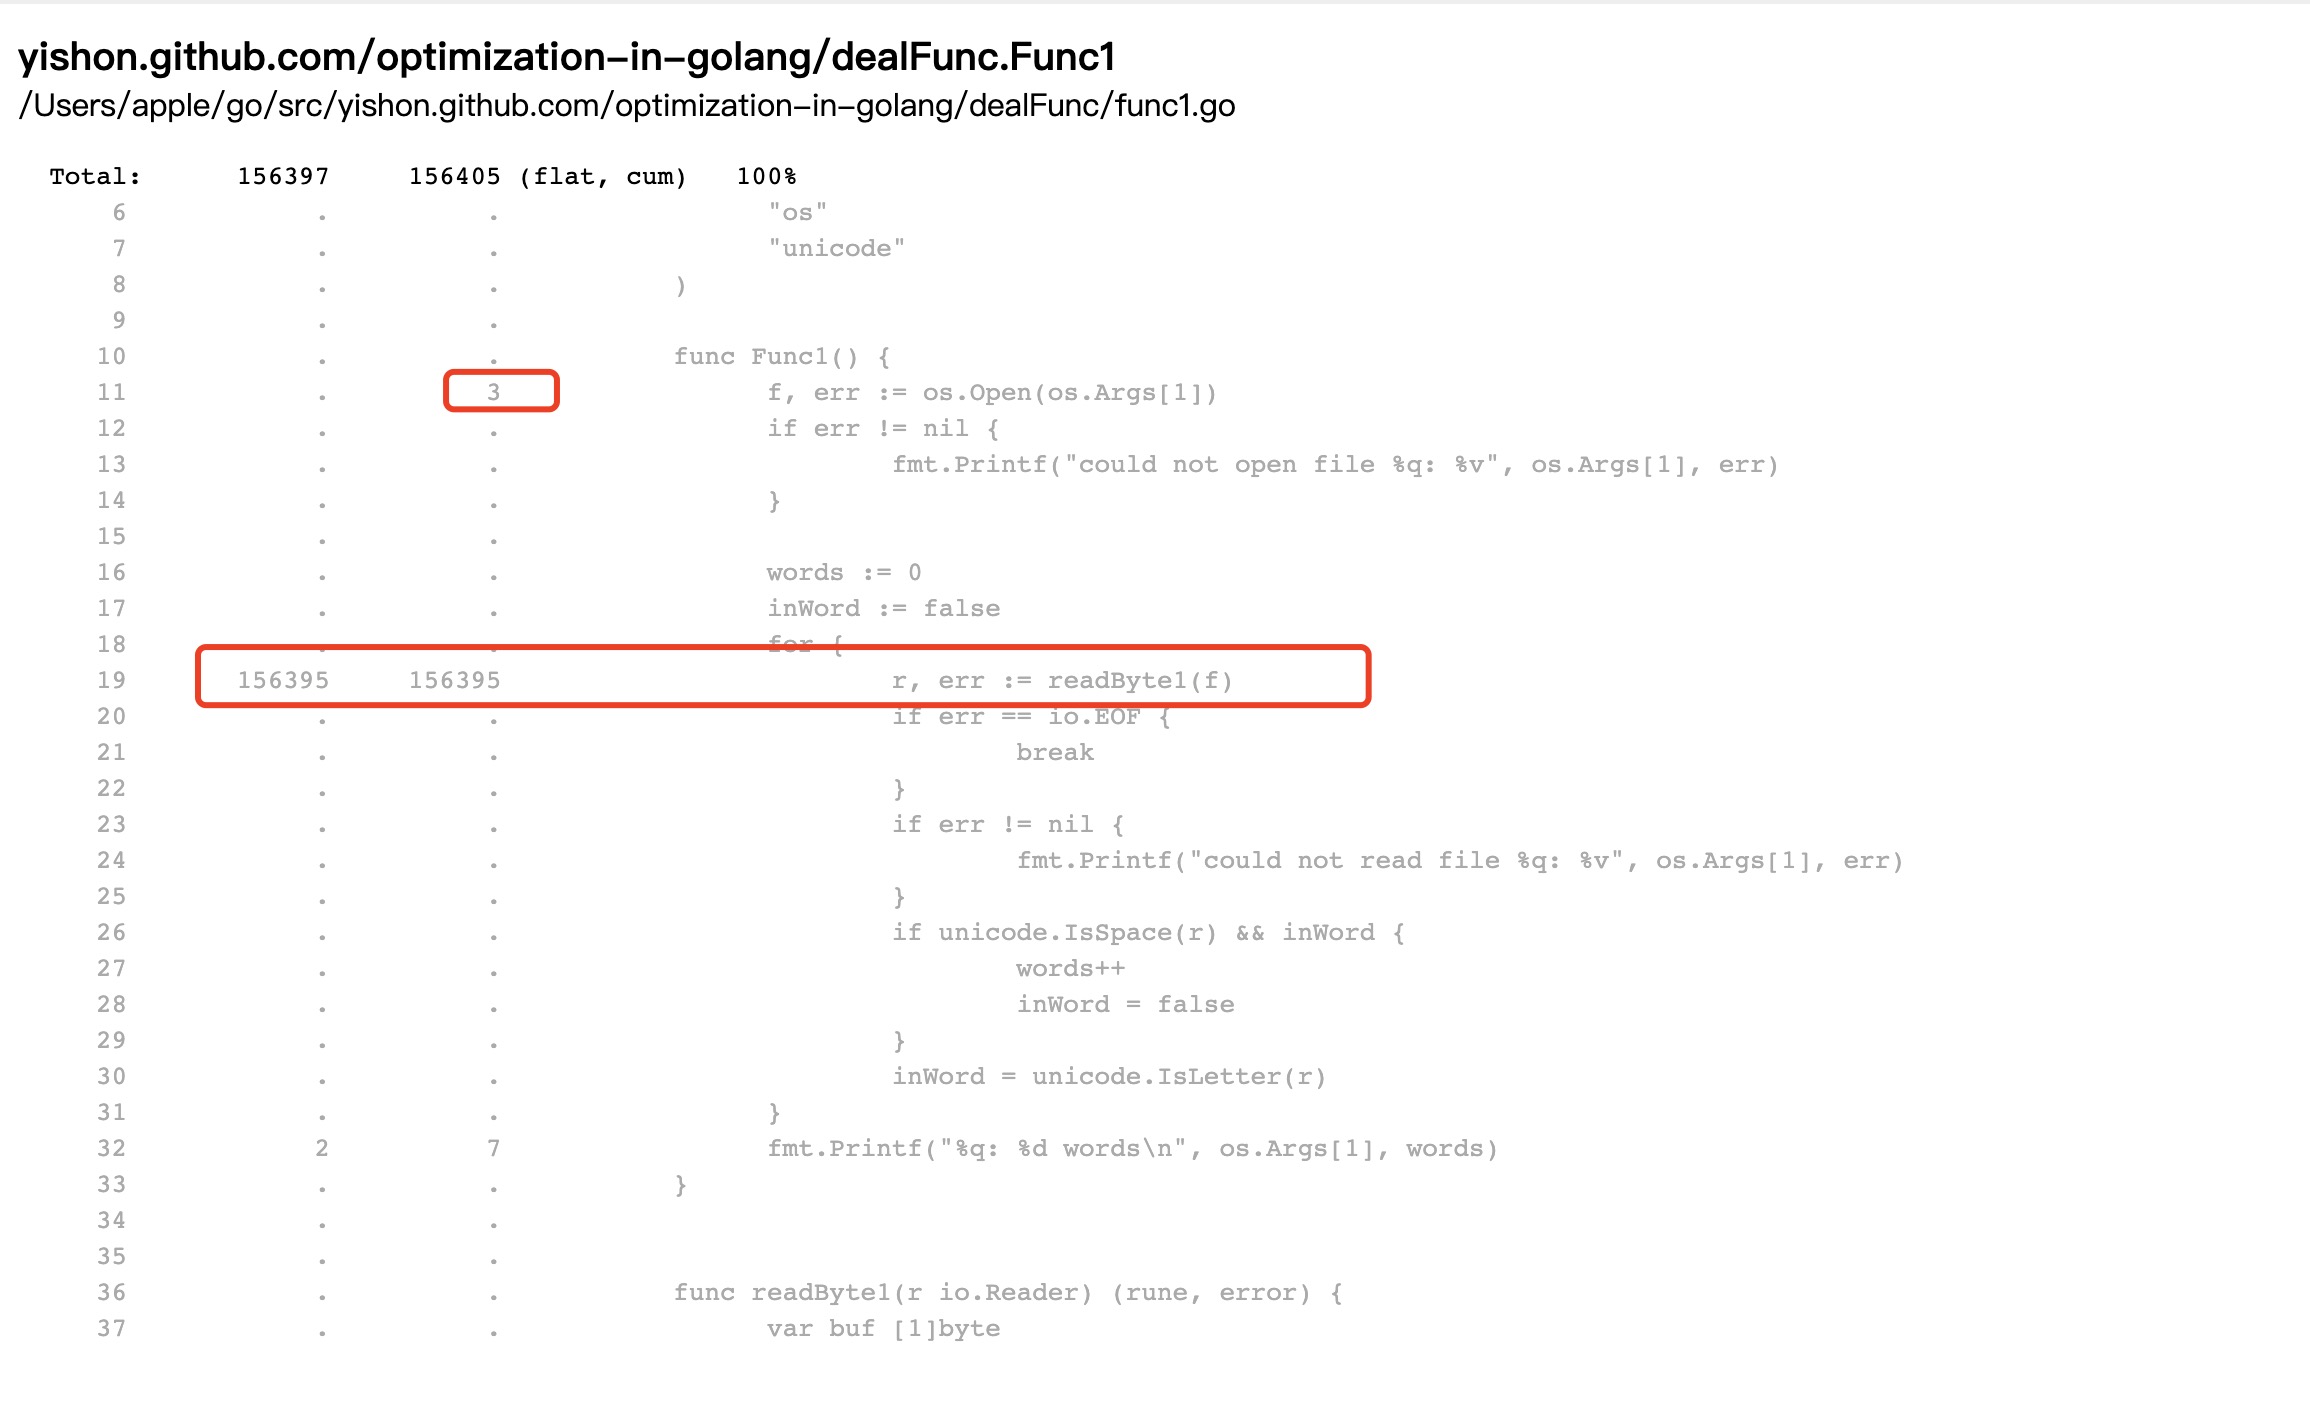 yishon.github.com/optimization-in-golang/dealFunc.Func1
/Users/apple/go/src/yishon.github.com/optimization-in-golang/dealFunc/func1.go
Total: 156397 156405 (flat, cum) 100%
6 . . "os"
7 . . "unicode"
8 . . )
9 . .
10 . . func Func1() {
11 . 3 f, err := os.Open(os.Args[1])
12 . . if err != nil {
13 . . fmt.Printf("could not open file %q: %v", os.Args[1], err)
14 . . }
15 . .
16 . . words := 0
17 . . inWord := false
18 . . for {
19 156395 156395 r, err := readByte1(f)
20 . . if err == io.EOF {
21 . . break
22 . . }
23 . . if err != nil {
24 . . fmt.Printf("could not read file %q: %v", os.Args[1], err)
25 . . }
26 . . if unicode.IsSpace(r) && inWord {
27 . . words++
28 . . inWord = false
29 . . }
30 . . inWord = unicode.IsLetter(r)
31 . . }
32 2 7 fmt.Printf("%q: %d words\n", os.Args[1], words)
33 . . }
34 . .
35 . .
36 . . func readByte1(r io.Reader) (rune, error) {
37 . . var buf [1]byte